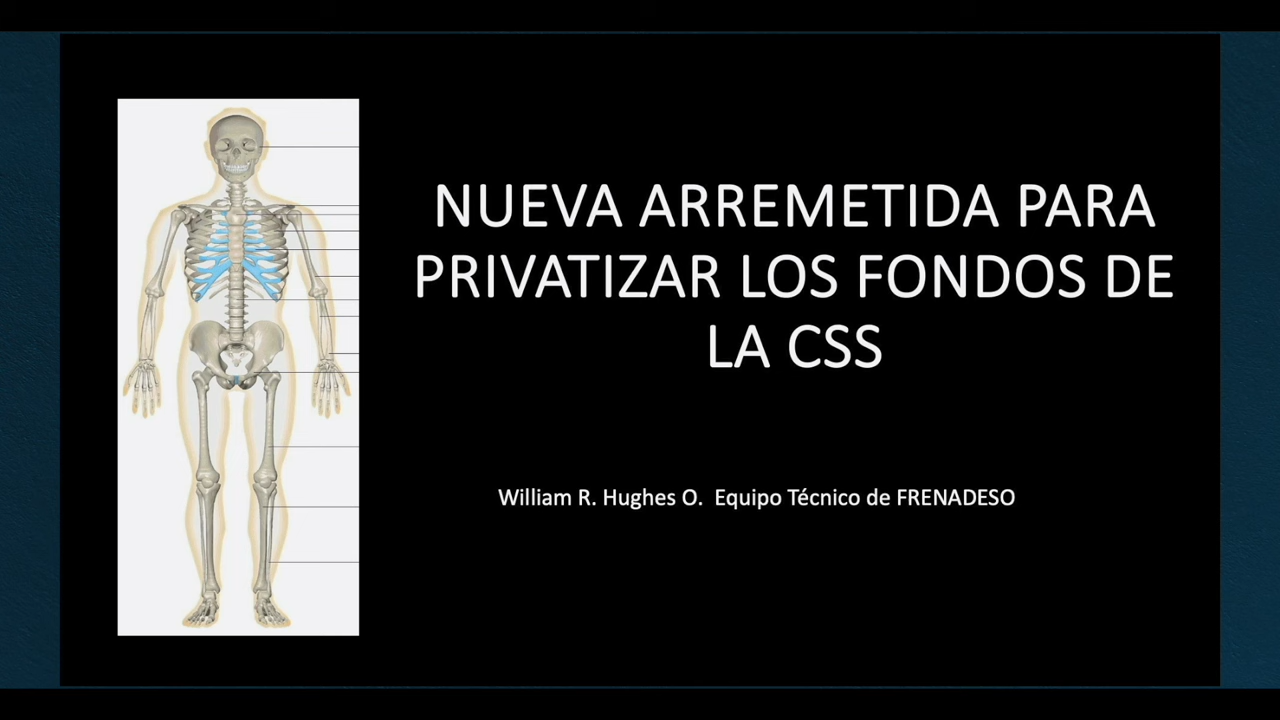 NUEVA ARREMETIDA PARA
PRIVATIZAR LOS FONDOS DE
LA CSS
William R. Hughes O.  Equipo Técnico de FRENADESO